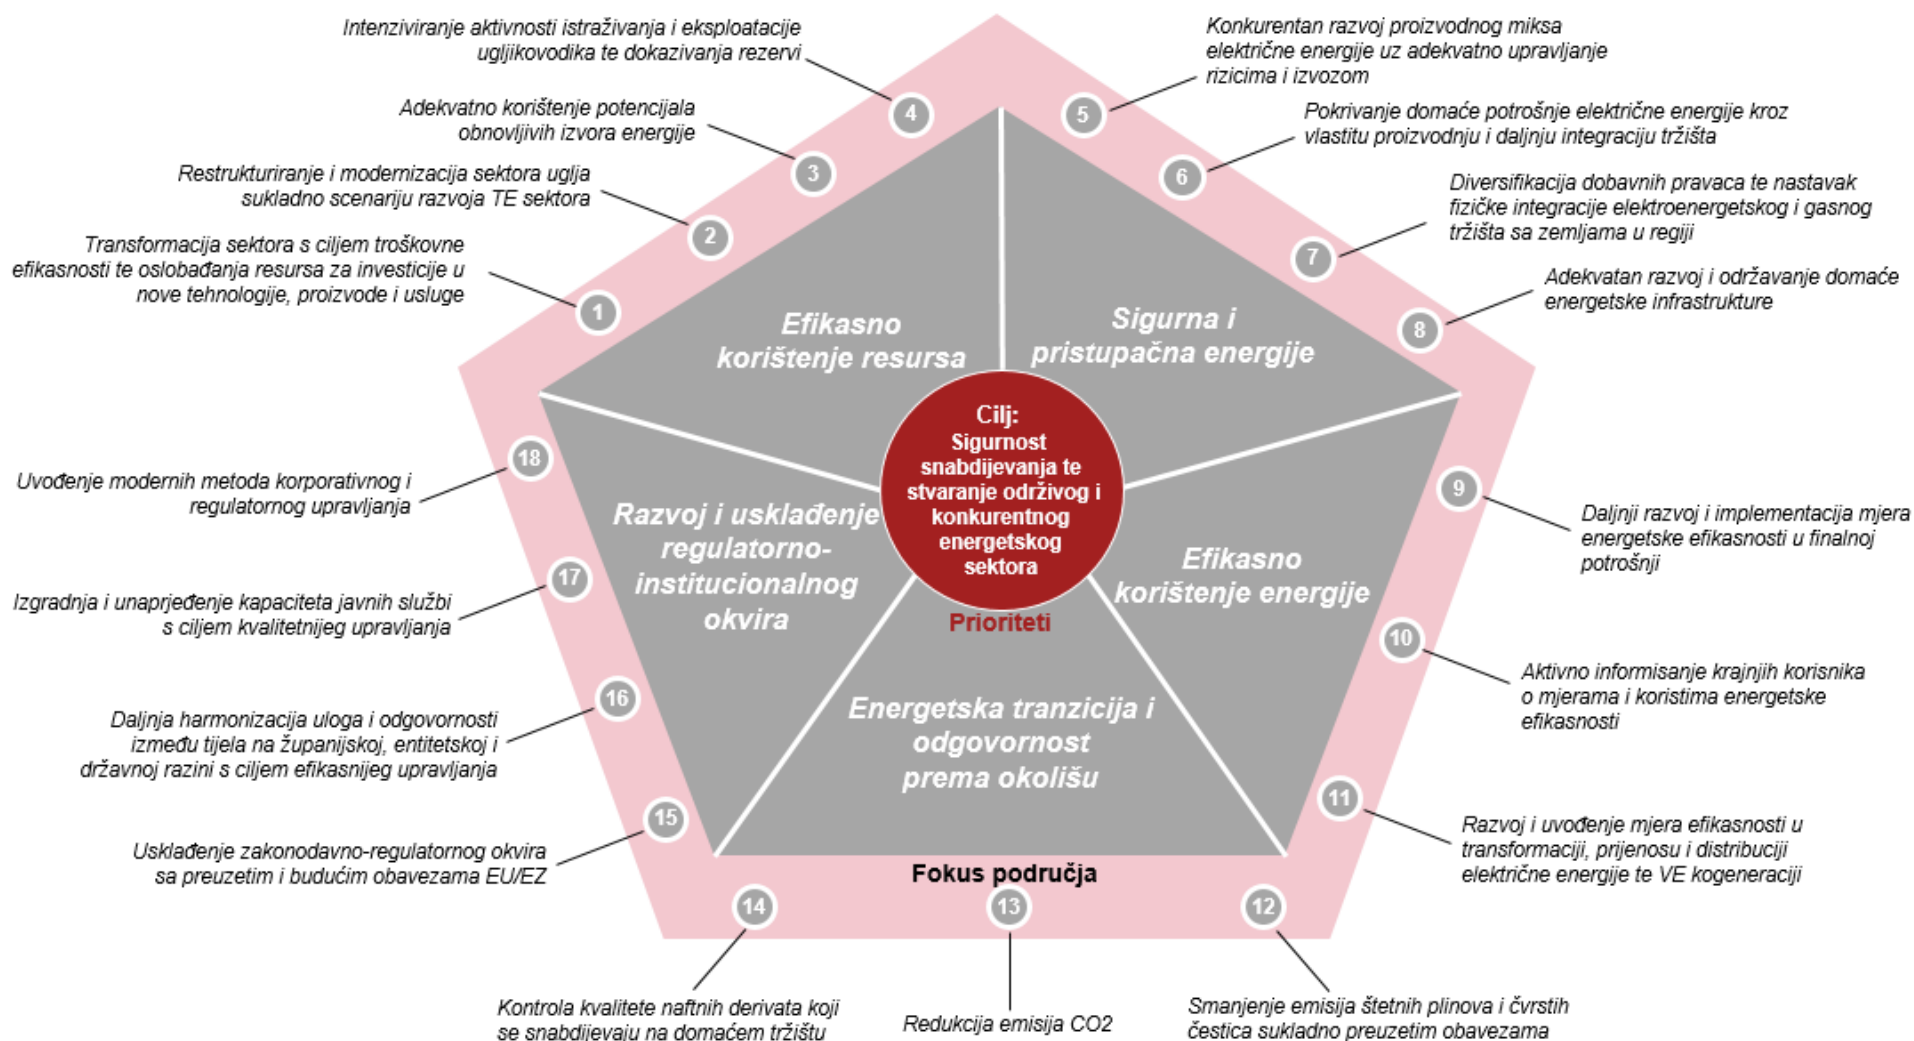 Intenziviranje aktivnosti istraživanja i eksploatacije
ugljikovodika te dokazivanja rezervi
4
Adekvatno korištenje potencijala
obnovljivih izvora energije
3
Restrukturiranje i modernizacija sektora uglja
sukladno scenariju razvoja TE sektora
2
Transformacija sektora s ciljem troškovne
efikasnosti te oslobađanja resursa za investicije u
nove tehnologije, proizvode i usluge
1
Konkurentan razvoj proizvodnog miksa
električne energije uz adekvatno upravljanje
rizicima i izvozom
5
Pokrivanje domaće potrošnje električne energije kroz
vlastitu proizvodnju i daljnju integraciju tržišta
6
Diversifikacija dobavnih pravaca te nastavak
fizičke integracije elektroenergetskog i gasnog
tržišta sa zemljama u regiji
7
Adekvatan razvoj i održavanje domaće
energetske infrastrukture
8
Efikasno
korištenje resursa
Sigurna i
pristupačna energije
Cilj:
Sigurnost
snabdijevanja te
stvaranje održivog i
konkurentnog
energetskog
sektora
Prioriteti
Razvoj i usklađenje
regulatorno-
institucionalnog
okvira
Efikasno
korištenje energije
Energetska tranzicija i
odgovornost
prema okolišu
Fokus područja
18
Uvođenje modernih metoda korporativnog i
regulatornog upravljanja
17
Izgradnja i unaprjeđenje kapaciteta javnih službi
s ciljem kvalitetnijeg upravljanja
16
Daljnja harmonizacija uloga i odgovornosti
između tijela na županijskoj, entitetskoj i
državnoj razini s ciljem efikasnijeg upravljanja
15
Usklađenje zakonodavno-regulatornog okvira
sa preuzetim i budućim obavezama EU/EZ
9
Daljnji razvoj i implementacija mjera
energetske efikasnosti u finalnoj
potrošnji
10
Aktivno informisanje krajnjih korisnika
o mjerama i koristima energetske
efikasnosti
11
Razvoj i uvođenje mjera efikasnosti u
transformaciji, prijenosu i distribuciji
električne energije te VE kogeneraciji
14
Kontrola kvalitete naftnih derivata koji
se snabdijevaju na domaćem tržištu
13
Redukcija emisija CO2
12
Smanjenje emisija štetnih plinova i čvrstih
čestica sukladno preuzetim obavezama